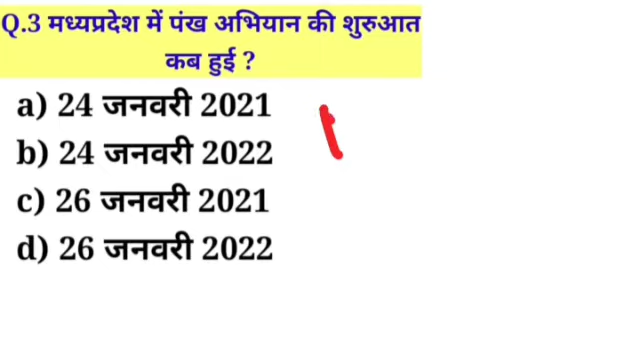 Q.3 मध्यप्रदेश में पंख अभियान की शुरुआत
कब हुई ?
a) 24 जनवरी 2021
b) 24 जनवरी 2022
c) 26 जनवरी 2021
d) 26 जनवरी 2022